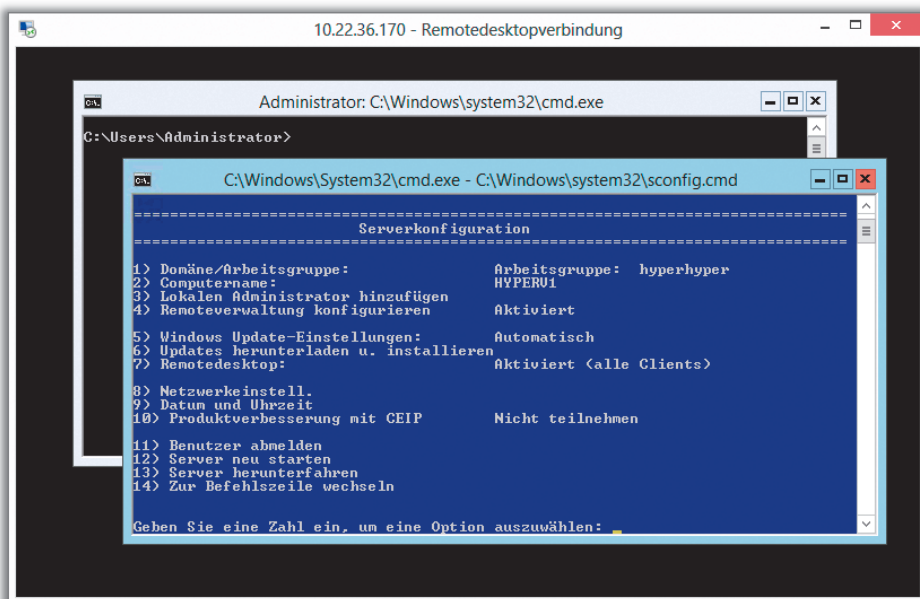 10.22.36.170 - Remotedesktopverbindung
Administrator: C:\Windows\system32\cmd.exe
C:\Users\Administrator>
C:\Windows\System32\cmd.exe - C:\Windows\system32\sconfig.cmd
===============================================================================
Serverkonfiguration
===============================================================================
1) Domäne/Arbeitsgruppe: Arbeitsgruppe: hyperhyper
2) Computername: HYPERV1
3) Lokalen Administrator hinzufügen
4) Remoteverwaltung konfigurieren Aktiviert
5) Windows Update-Einstellungen: Automatisch
6) Updates herunterladen u. installieren
7) Remotedesktop: Aktiviert (alle Clients)
8) Netzwerkeinstell.
9) Datum und Uhrzeit
10) Produktverbesserung mit CEIP Nicht teilnehmen
11) Benutzer abmelden
12) Server neu starten
13) Server herunterfahren
14) Zur Befehlszeile wechseln
Geben Sie eine Zahl ein, um eine Option auszuwählen: _